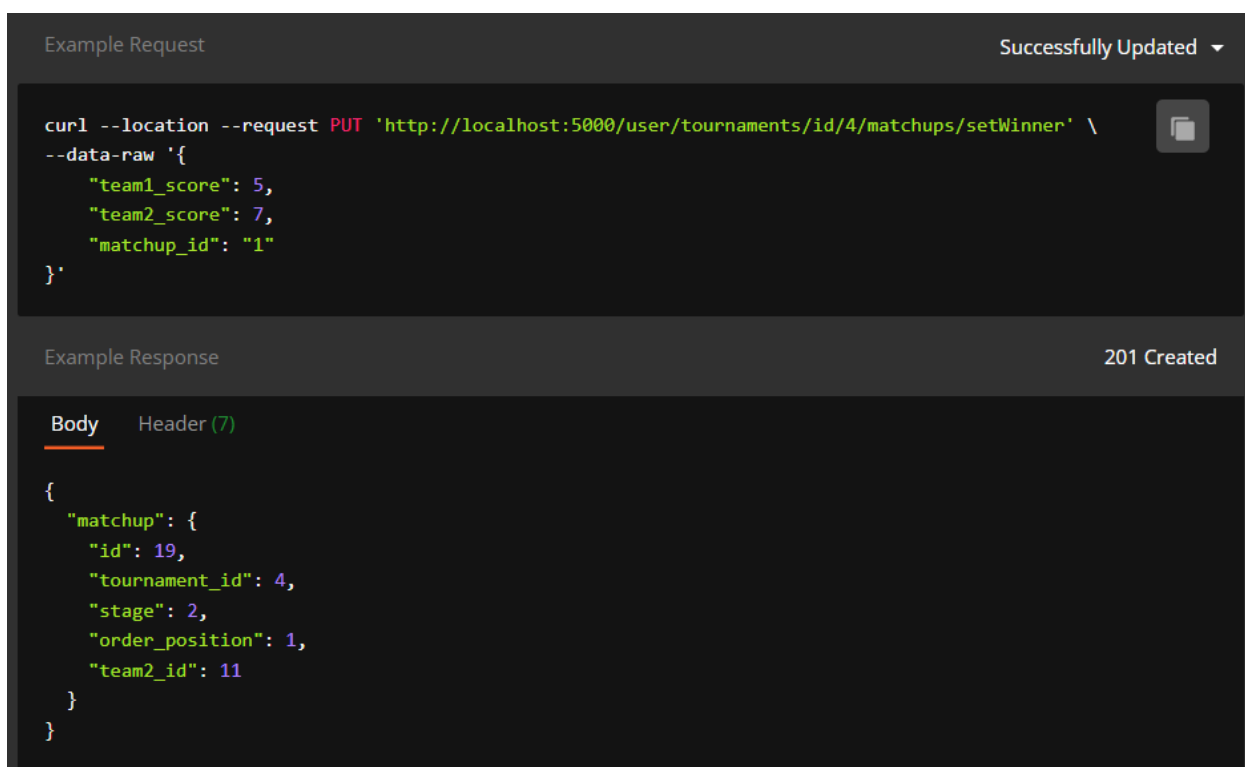 Example Request
Successfully Updated
curl --location --request PUT 'http://localhost:5000/user/tournaments/id/4/matchups/setWinner' \
--data-raw '{
    "team1_score": 5,
    "team2_score": 7,
    "matchup_id": "1"
}'
Example Response
201 Created
Body Header (7)
{
  "matchup": {
    "id": 19,
    "tournament_id": 4,
    "stage": 2,
    "order_position": 1,
    "team2_id": 11
  }
}